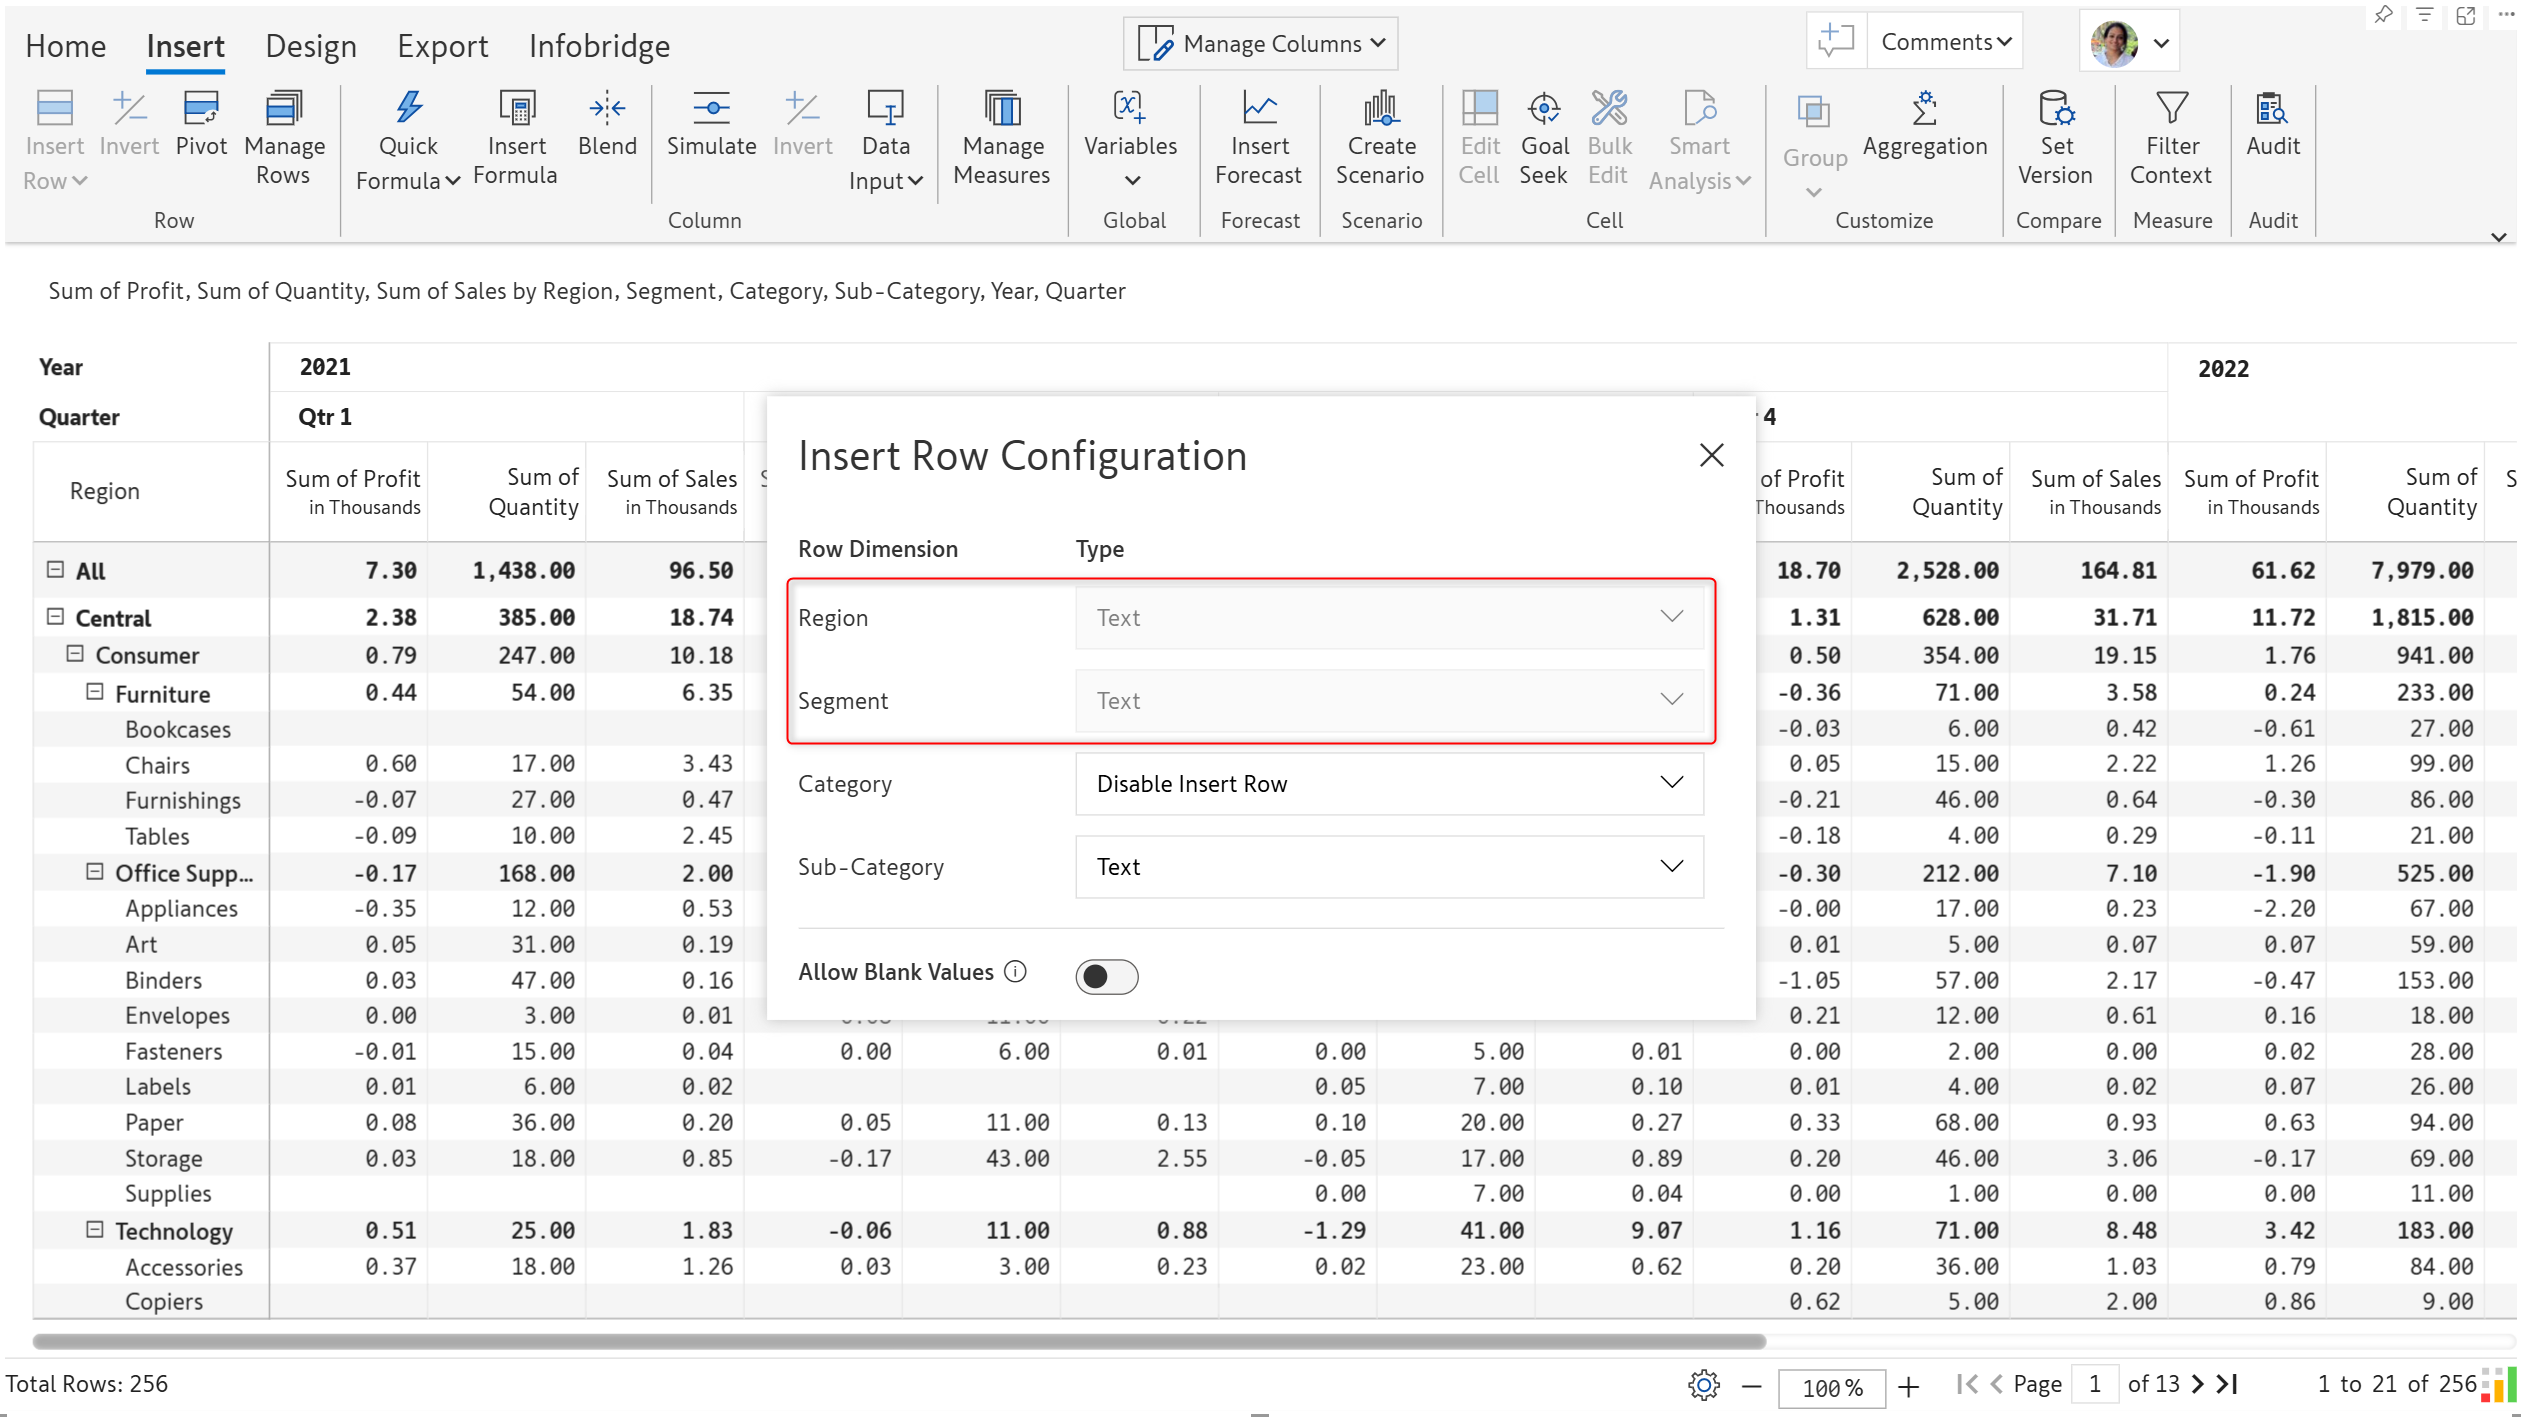 Home Insert Design Export Infobridge Manage Columns Comments
Insert Row Invert Pivot Manage Rows Quick Formula Insert Formula Blend Simulate Invert Data Input Manage Measures Variables Insert Forecast Create Scenario Edit Cell Goal Seek Bulk Edit Smart Analysis Group Aggregation Set Version Filter Context Audit
Row Column Global Forecast Scenario Cell Customize Compare Measure Audit
Sum of Profit, Sum of Quantity, Sum of Sales by Region, Segment, Category, Sub-Category, Year, Quarter
Year 2021 2022
Quarter Qtr 1 4
Region Sum of Profit in Thousands Sum of Quantity Sum of Sales in Thousands of Profit Thousands Sum of Quantity Sum of Sales in Thousands Sum of Profit in Thousands Sum of Quantity S
Insert Row Configuration
Row Dimension Type
Region Text
Segment Text
Category Disable Insert Row
Sub-Category Text
Allow Blank Values
All 7.30 1,438.00 96.50 18.70 2,528.00 164.81 61.62 7,979.00
Central 2.38 385.00 18.74 1.31 628.00 31.71 11.72 1,815.00
Consumer 0.79 247.00 10.18 0.50 354.00 19.15 1.76 941.00
Furniture 0.44 54.00 6.35 -0.36 71.00 3.58 0.24 233.00
Bookcases -0.03 6.00 0.42 -0.61 27.00
Chairs 0.60 17.00 3.43 0.05 15.00 2.22 1.26 99.00
Furnishings -0.07 27.00 0.47 -0.21 46.00 0.64 -0.30 86.00
Tables -0.09 10.00 2.45 -0.18 4.00 0.29 -0.11 21.00
Office Supp... -0.17 168.00 2.00 -0.30 212.00 7.10 -1.90 525.00
Appliances -0.35 12.00 0.53 -0.00 17.00 0.23 -2.20 67.00
Art 0.05 31.00 0.19 0.01 5.00 0.07 0.07 59.00
Binders 0.03 47.00 0.16 -1.05 57.00 2.17 -0.47 153.00
Envelopes 0.00 3.00 0.01 0.21 12.00 0.61 0.16 18.00
Fasteners -0.01 15.00 0.04 0.00 6.00 0.01 0.00 5.00 0.01 0.00 2.00 0.00 0.02 28.00
Labels 0.01 6.00 0.02 0.05 7.00 0.10 0.01 4.00 0.02 0.07 26.00
Paper 0.08 36.00 0.20 0.05 11.00 0.13 0.10 20.00 0.27 0.33 68.00 0.93 0.63 94.00
Storage 0.03 18.00 0.85 -0.17 43.00 2.55 -0.05 17.00 0.89 0.20 46.00 3.06 -0.17 69.00
Supplies 0.00 7.00 0.04 0.00 1.00 0.00 0.00 11.00
Technology 0.51 25.00 1.83 -0.06 11.00 0.88 -1.29 41.00 9.07 1.16 71.00 8.48 3.42 183.00
Accessories 0.37 18.00 1.26 0.03 3.00 0.23 0.02 23.00 0.62 0.20 36.00 1.03 0.79 84.00
Copiers 0.62 5.00 2.00 0.86 9.00
Total Rows: 256 100% Page 1 of 13 1 to 21 of 256